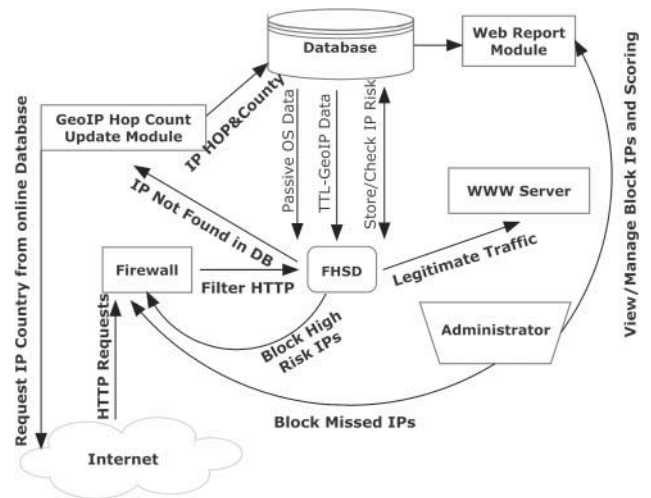 Database
Web Report
Module
GeoIP Hop Count
Update Module
IP HOP&County
Passive OS Data
TTL-GeoIP Data
Store/Check IP Risk
View/Manage Block IPs and Scoring
Request IP Country from online Database
IP Not Found in DB
WWW Server
Firewall
Filter HTTP
FHSD
Legitimate Traffic
HTTP Requests
Block High
Risk IPs
Administrator
Block Missed IPs
Internet